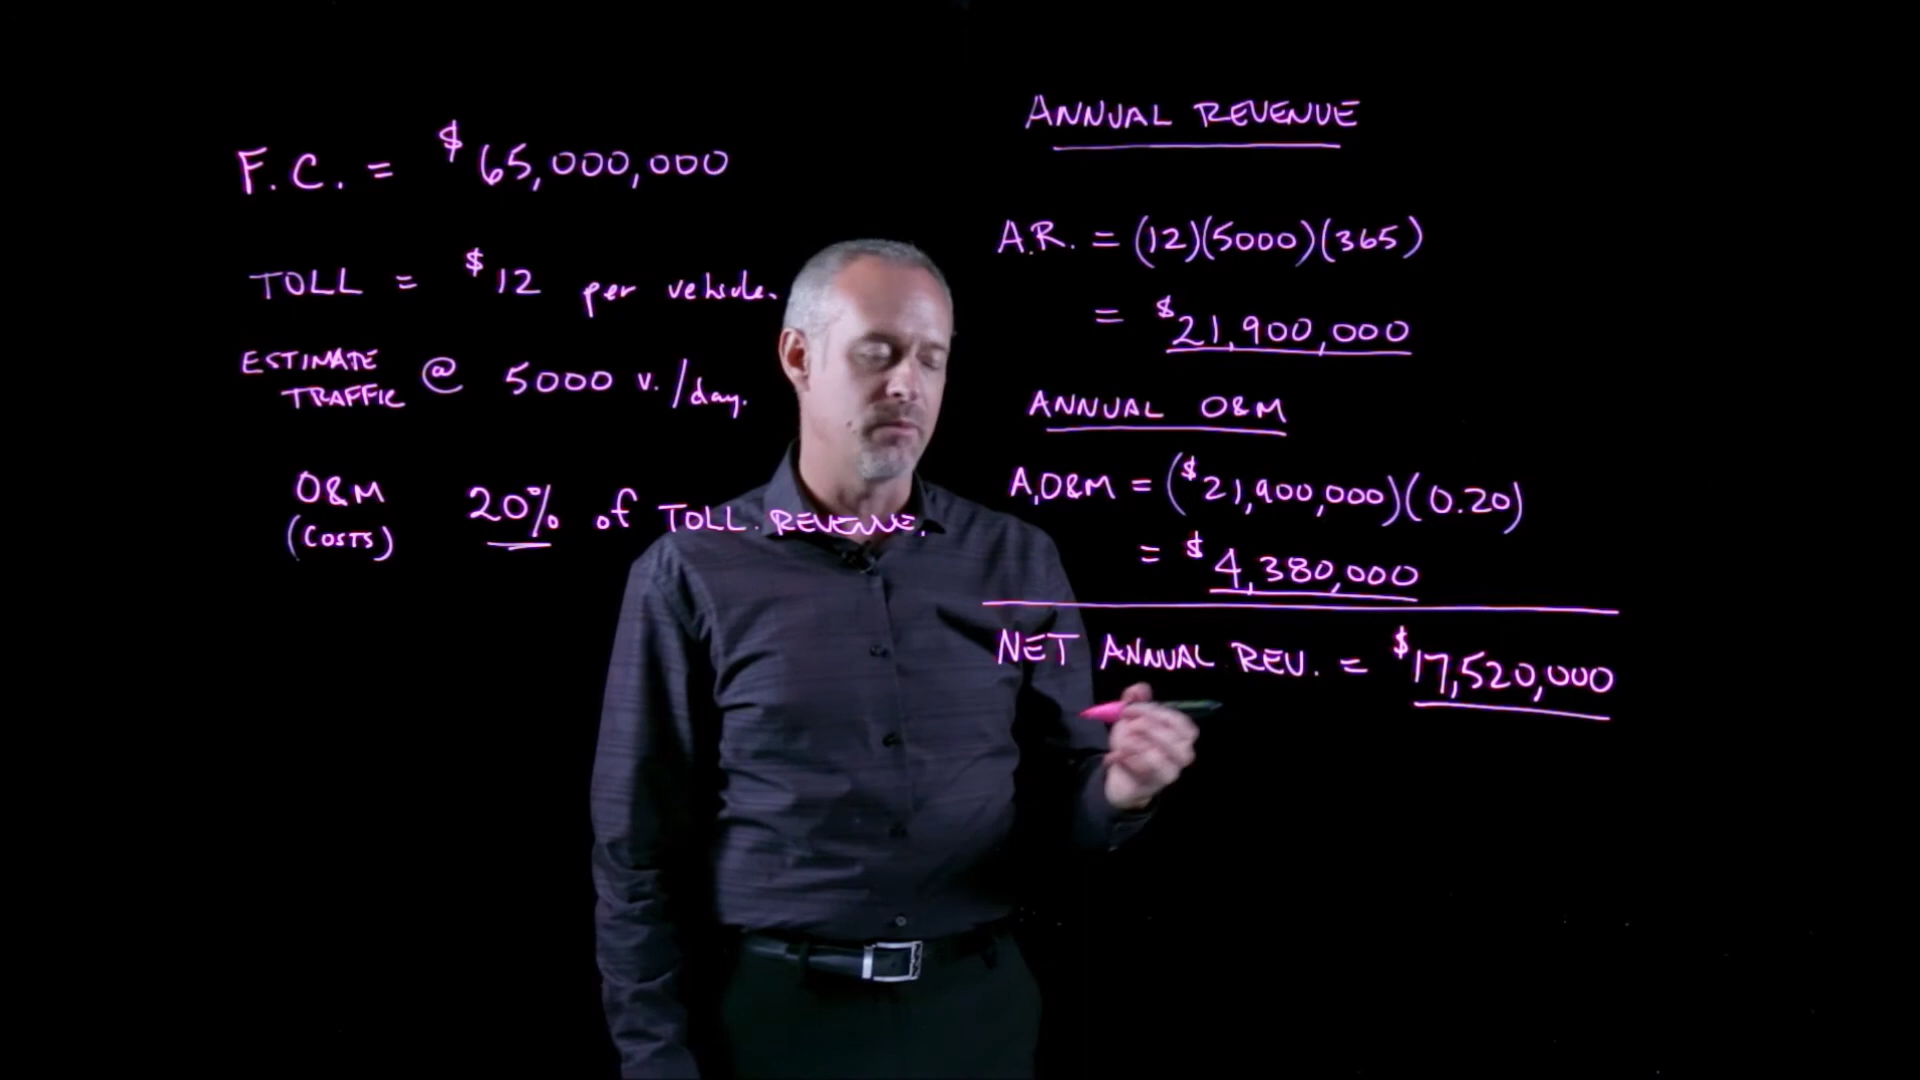 F.C. = $65,000,000
TOLL = $12 per vehicle.
ESTIMATE
TRAFFIC @ 5000 v./day.
O&M 20% of TOLL REVENUE.
(COSTS)
ANNUAL REVENUE
A.R. = (12)(5000)(365)
= $21,900,000
ANNUAL O&M
A,O&M = ($21,900,000)(0.20)
= $4,380,000
NET ANNUAL REV. = $17,520,000